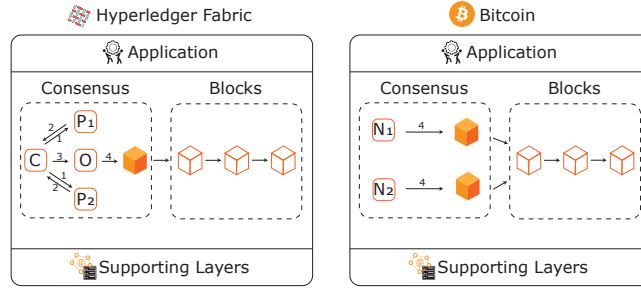 Hyperledger Fabric
Application
Consensus
Blocks
P1
2
1
C
3
O
4
1
2
P2
Supporting Layers
Bitcoin
Application
Consensus
Blocks
N1
4
N2
4
Supporting Layers